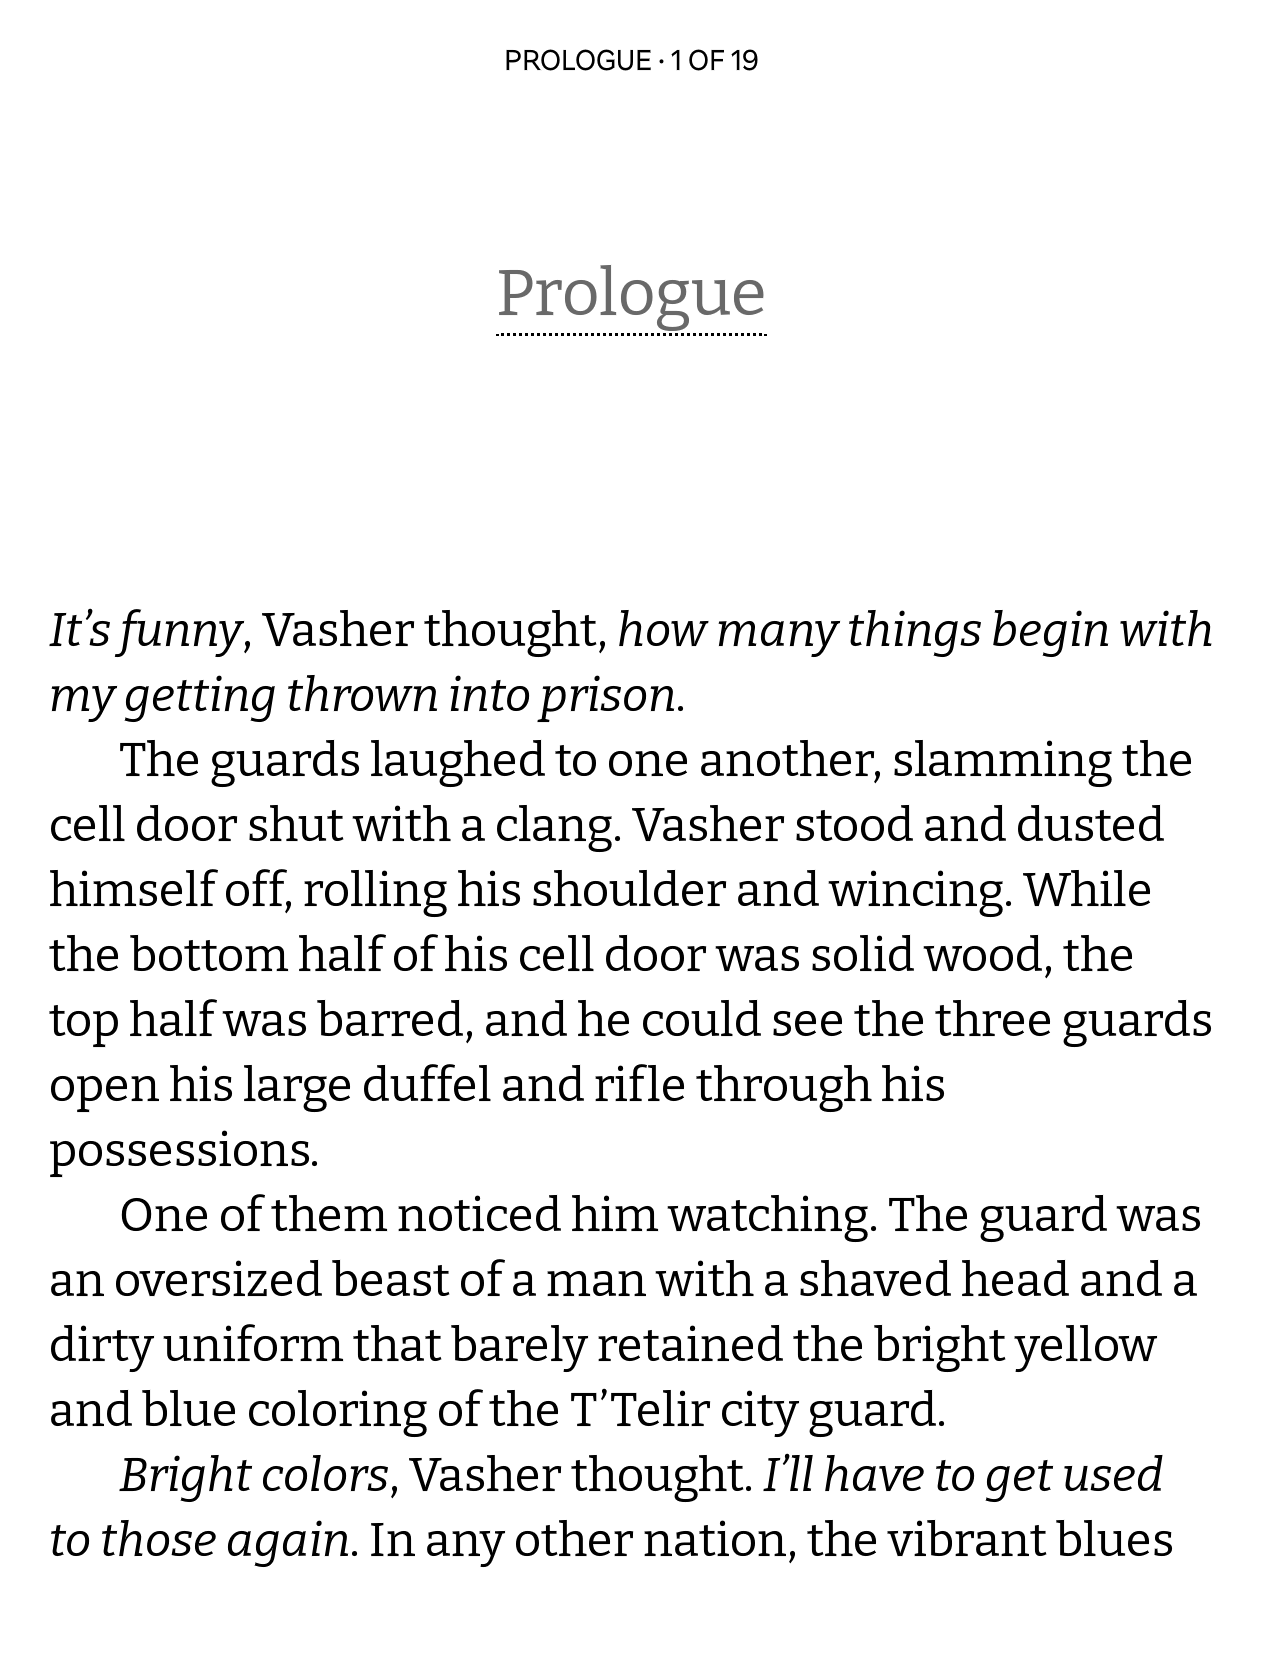 PROLOGUE · 1 OF 19
Prologue
It’s funny, Vasher thought, how many things begin with
my getting thrown into prison.
The guards laughed to one another, slamming the
cell door shut with a clang. Vasher stood and dusted
himself off, rolling his shoulder and wincing. While
the bottom half of his cell door was solid wood, the
top half was barred, and he could see the three guards
open his large duffel and rifle through his
possessions.
One of them noticed him watching. The guard was
an oversized beast of a man with a shaved head and a
dirty uniform that barely retained the bright yellow
and blue coloring of the T’Telir city guard.
Bright colors, Vasher thought. I’ll have to get used
to those again. In any other nation, the vibrant blues